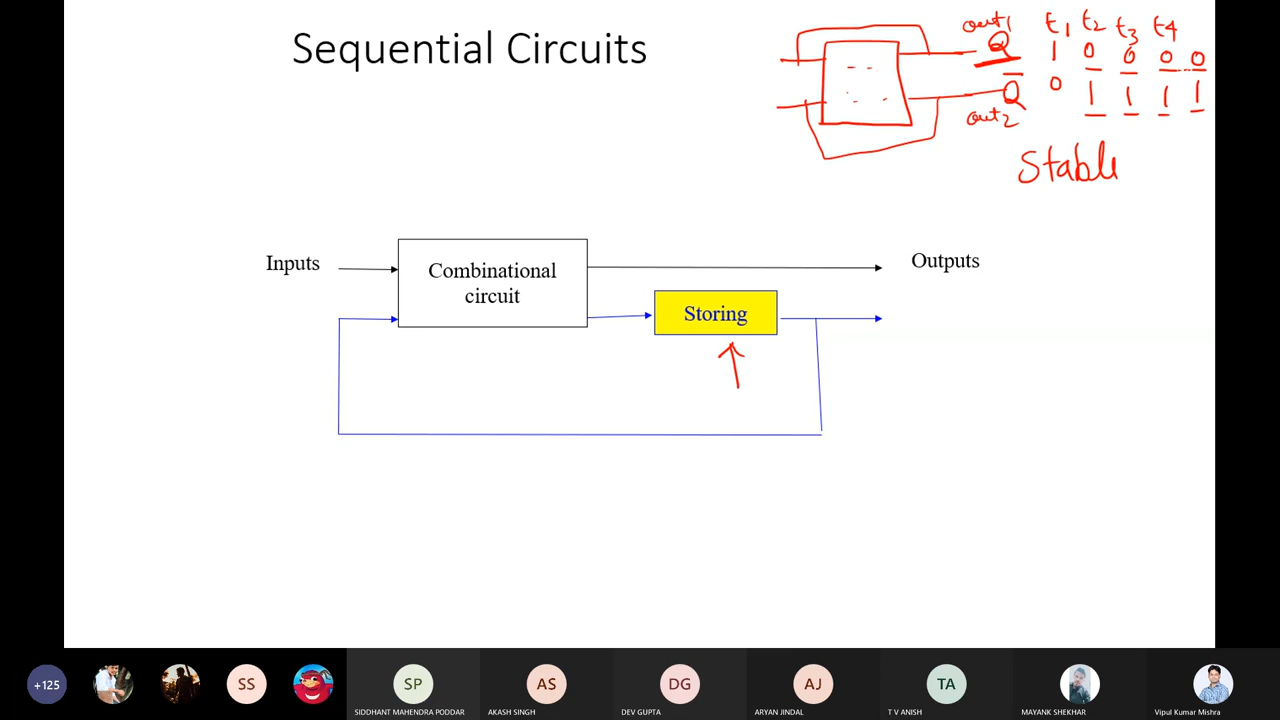 Sequential Circuits
out1 t1 t2 t3 t4
Q 1 0 0 0 0
Q̅ 0 1 1 1 1
out2
Stable
Inputs
Combinational
circuit
Storing
Outputs
+125
SS
SP
AS
DG
AJ
TA
SIDDHANT MAHENDRA PODDAR
AKASH SINGH
DEV GUPTA
ARYAN JINDAL
T V ANISH
MAYANK SHEKHAR
Vipul Kumar Mishra